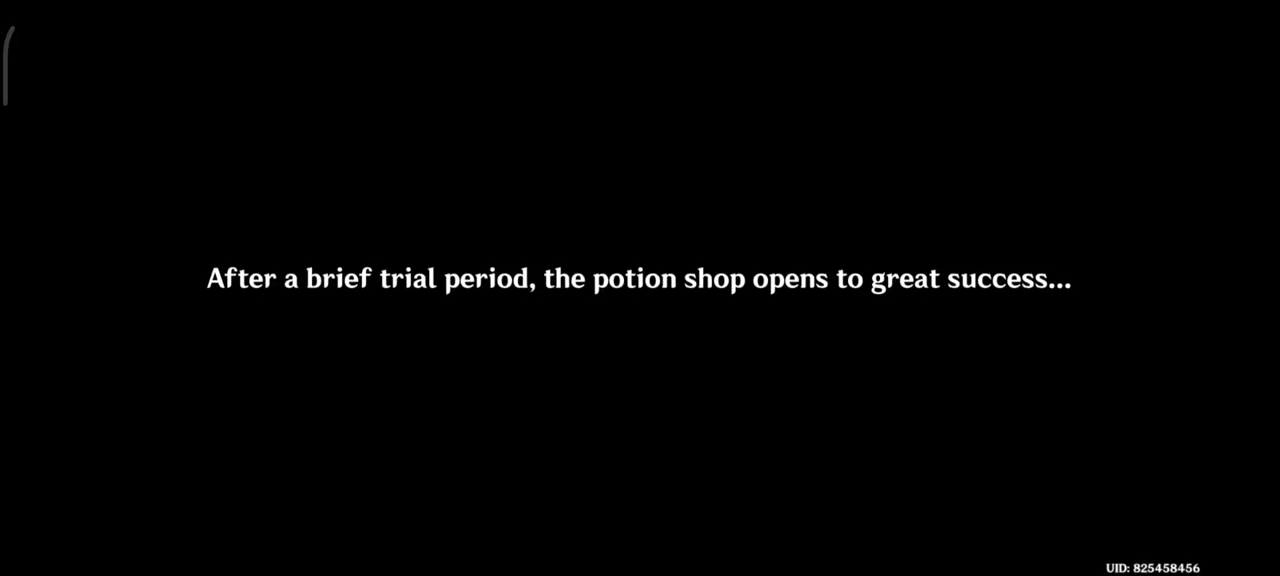 After a brief trial period, the potion shop opens to great success...
UID: 825458456